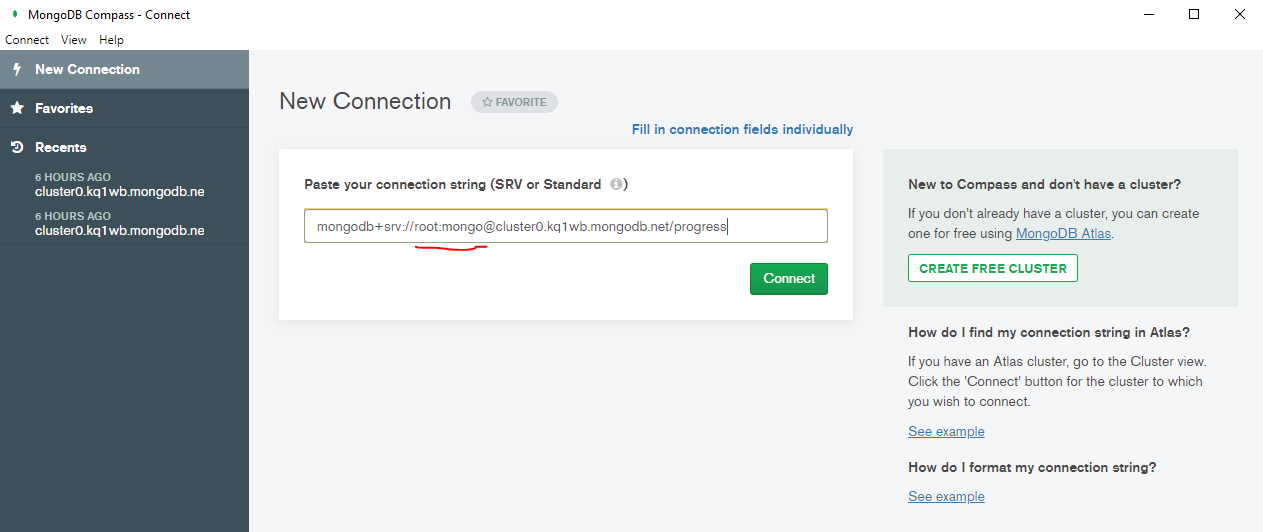 MongoDB Compass - Connect
Connect View Help
New Connection
Favorites
Recents
6 HOURS AGO
cluster0.kq1wb.mongodb.ne
6 HOURS AGO
cluster0.kq1wb.mongodb.ne
New Connection
FAVORITE
Fill in connection fields individually
Paste your connection string (SRV or Standard i)
mongodb+srv://root:mongo@cluster0.kq1wb.mongodb.net/progress
Connect
New to Compass and don't have a cluster?
If you don't already have a cluster, you can create
one for free using MongoDB Atlas.
CREATE FREE CLUSTER
How do I find my connection string in Atlas?
If you have an Atlas cluster, go to the Cluster view.
Click the 'Connect' button for the cluster to which
you wish to connect.
See example
How do I format my connection string?
See example